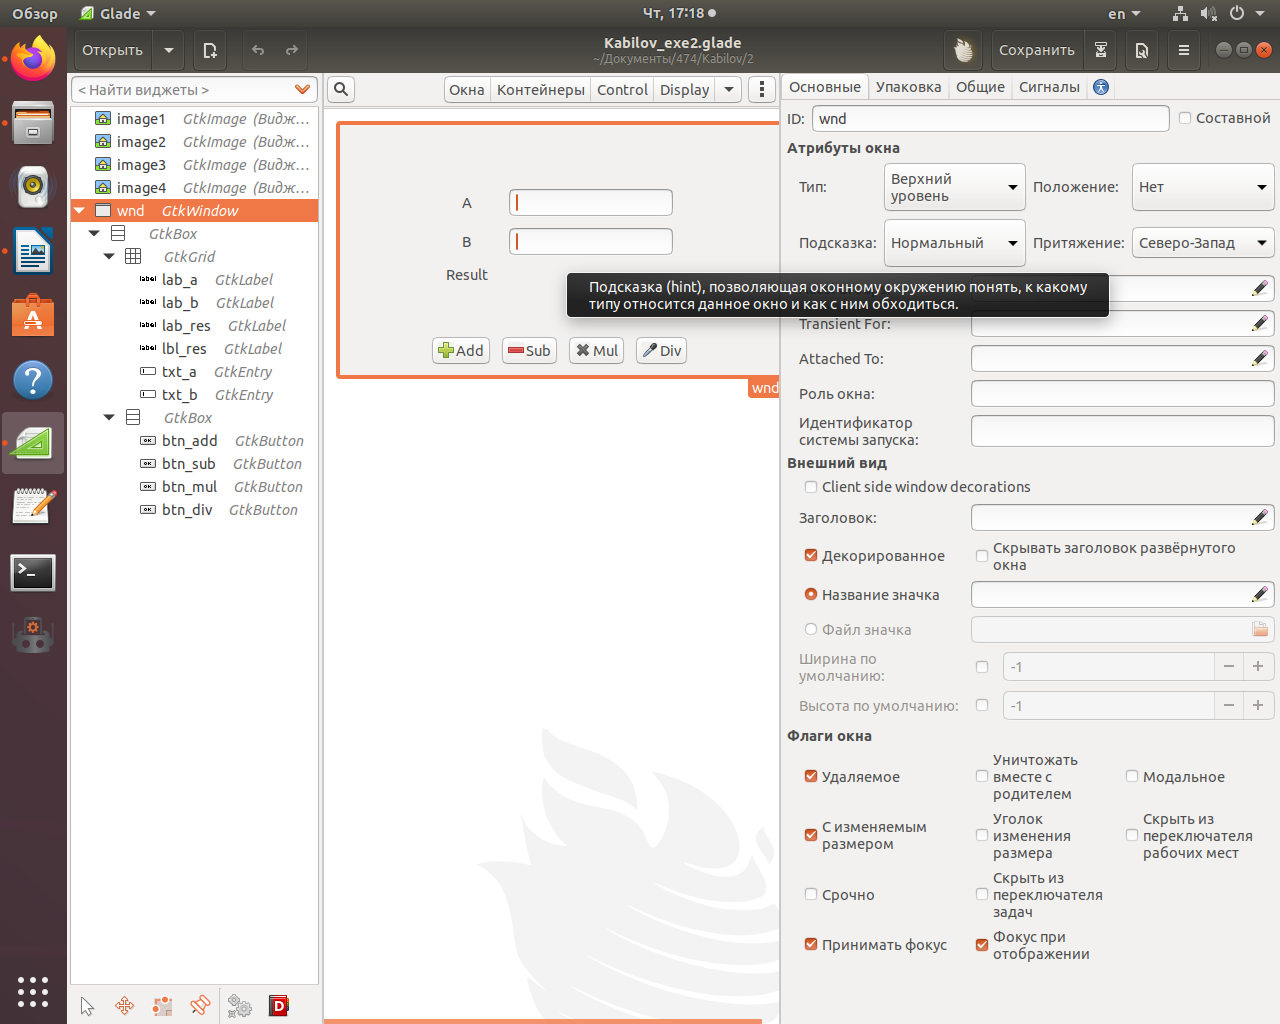 Обзор
Glade
Чт, 17:18
en
Открыть
Kabilov_exe2.glade
~/Документы/474/Kabilov/2
Сохранить
< Найти виджеты >
image1 GtkImage (Видж…
image2 GtkImage (Видж…
image3 GtkImage (Видж…
image4 GtkImage (Видж…
wnd GtkWindow
GtkBox
GtkGrid
lab_a GtkLabel
lab_b GtkLabel
lab_res GtkLabel
lbl_res GtkLabel
txt_a GtkEntry
txt_b GtkEntry
GtkBox
btn_add GtkButton
btn_sub GtkButton
btn_mul GtkButton
btn_div GtkButton
Окна
Контейнеры
Control
Display
A
B
Result
Add
Sub
Mul
Div
wnd
Подсказка (hint), позволяющая оконному окружению понять, к какому
типу относится данное окно и как с ним обходиться.
Основные
Упаковка
Общие
Сигналы
ID:
wnd
Составной
Атрибуты окна
Тип:
Верхний
уровень
Положение:
Нет
Подсказка:
Нормальный
Притяжение:
Северо-Запад
Transient For:
Attached To:
Роль окна:
Идентификатор
системы запуска:
Внешний вид
Client side window decorations
Заголовок:
Декорированное
Скрывать заголовок развёрнутого
окна
Название значка
Файл значка
Ширина по
умолчанию:
-1
Высота по умолчанию:
-1
Флаги окна
Удаляемое
Уничтожать
вместе с
родителем
Модальное
С изменяемым
размером
Уголок
изменения
размера
Скрыть из
переключателя
рабочих мест
Срочно
Скрыть из
переключателя
задач
Принимать фокус
Фокус при
отображении